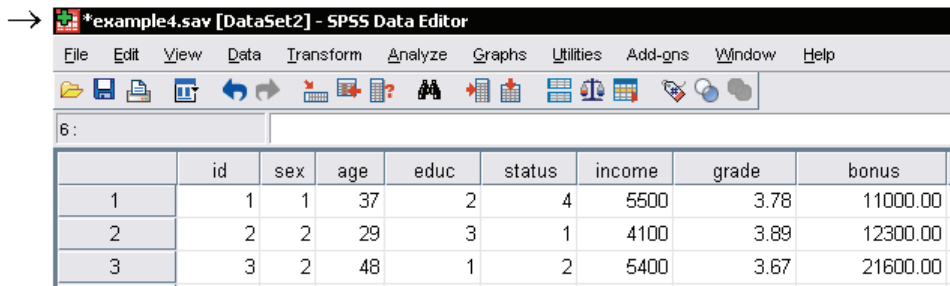 → *example4.sav [DataSet2] - SPSS Data Editor
File Edit View Data Transform Analyze Graphs Utilities Add-ons Window Help
6 :
id sex age educ status income grade bonus
1 1 1 37 2 4 5500 3.78 11000.00
2 2 2 29 3 1 4100 3.89 12300.00
3 3 2 48 1 2 5400 3.67 21600.00